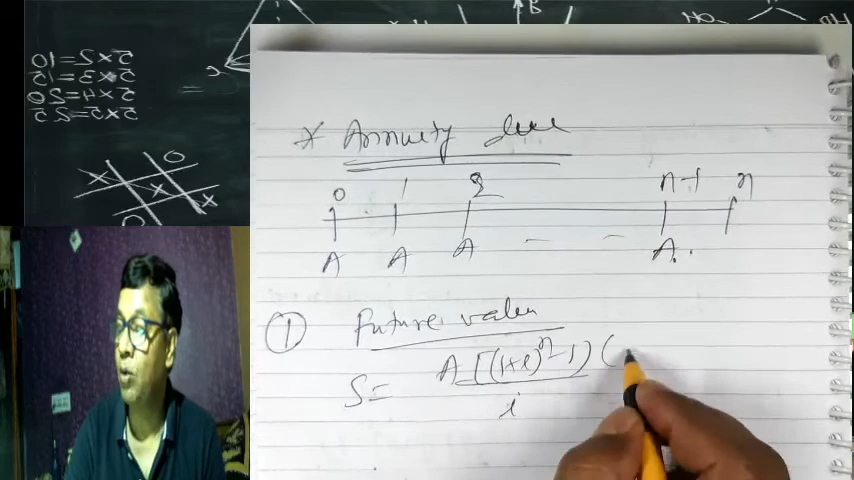 5×2=10
5×3=15
5×4=20
5×5=25
* Annuity due
0 1 2 n-1 n
A A A - - A.
① Future value
S= A[(1+i)^n-1] (
i